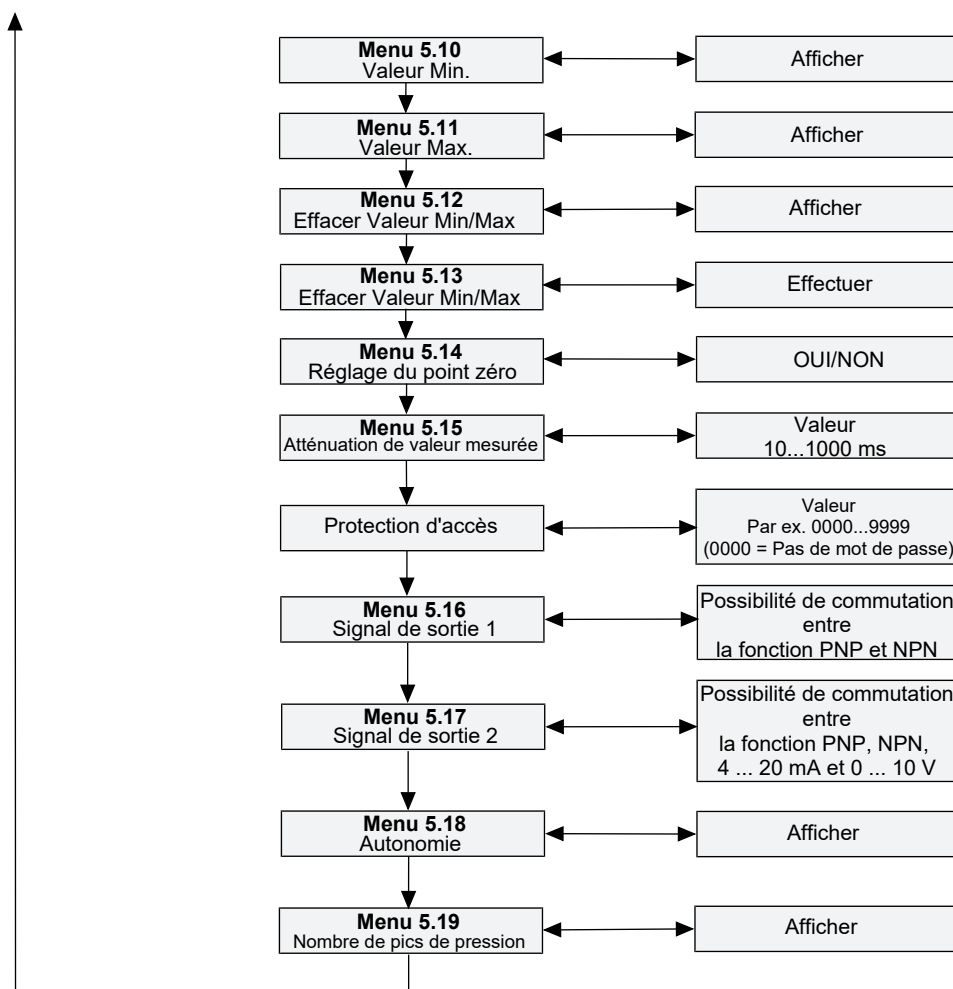 Menu 5.10
Valeur Min.
Afficher
Menu 5.11
Valeur Max.
Afficher
Menu 5.12
Effacer Valeur Min/Max
Afficher
Menu 5.13
Effacer Valeur Min/Max
Effectuer
Menu 5.14
Réglage du point zéro
OUI/NON
Menu 5.15
Atténuation de valeur mesurée
Valeur
10...1000 ms
Protection d'accès
Valeur
Par ex. 0000...9999
(0000 = Pas de mot de passe)
Menu 5.16
Signal de sortie 1
Possibilité de commutation
entre
la fonction PNP et NPN
Menu 5.17
Signal de sortie 2
Possibilité de commutation
entre
la fonction PNP, NPN,
4 ... 20 mA et 0 ... 10 V
Menu 5.18
Autonomie
Afficher
Menu 5.19
Nombre de pics de pression
Afficher